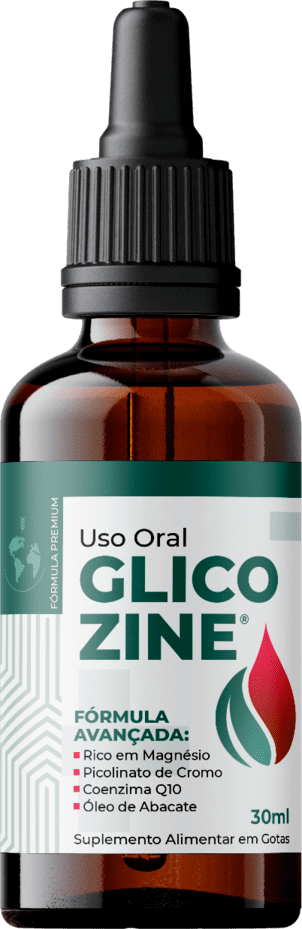 FÓRMULA PREMIUM
Uso Oral
GLICO
ZINE®
FÓRMULA
AVANÇADA:
Rico em Magnésio
Picolinato de Cromo
Coenzima Q10
Óleo de Abacate
30ml
Suplemento Alimentar em Gotas